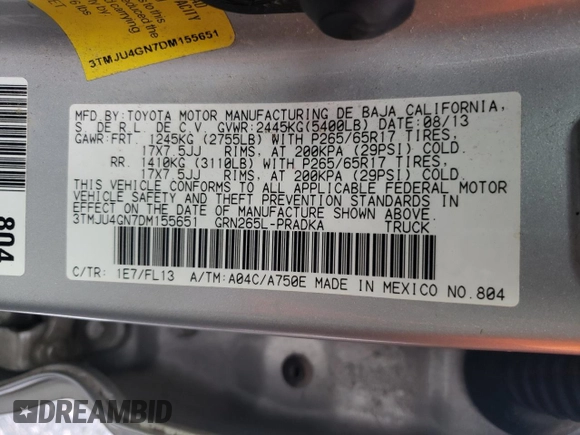 CITY
3TMJU4GN7DM155651
804
MFD.BY:TOYOTA MOTOR MANUFACTURING DE BAJA CALIFORNIA,
S. DE R.L. DE C.V. GVWR:2445KG(5400LB) DATE:08/13
GAWR:FRT. 1245KG (2755LB) WITH P265/65R17 TIRES,
17X7.5JJ RIMS, AT 200KPA (29PSI) COLD.
RR. 1410KG (3110LB) WITH P265/65R17 TIRES,
17X7.5JJ RIMS, AT 200KPA (29PSI) COLD.
THIS VEHICLE CONFORMS TO ALL APPLICABLE FEDERAL MOTOR
VEHICLE SAFETY AND THEFT PREVENTION STANDARDS IN
EFFECT ON THE DATE OF MANUFACTURE SHOWN ABOVE.
3TMJU4GN7DM155651 GRN265L-PRADKA TRUCK
C/TR: 1E7/FL13 A/TM:A04C/A750E MADE IN MEXICO NO.804
DREAMBID